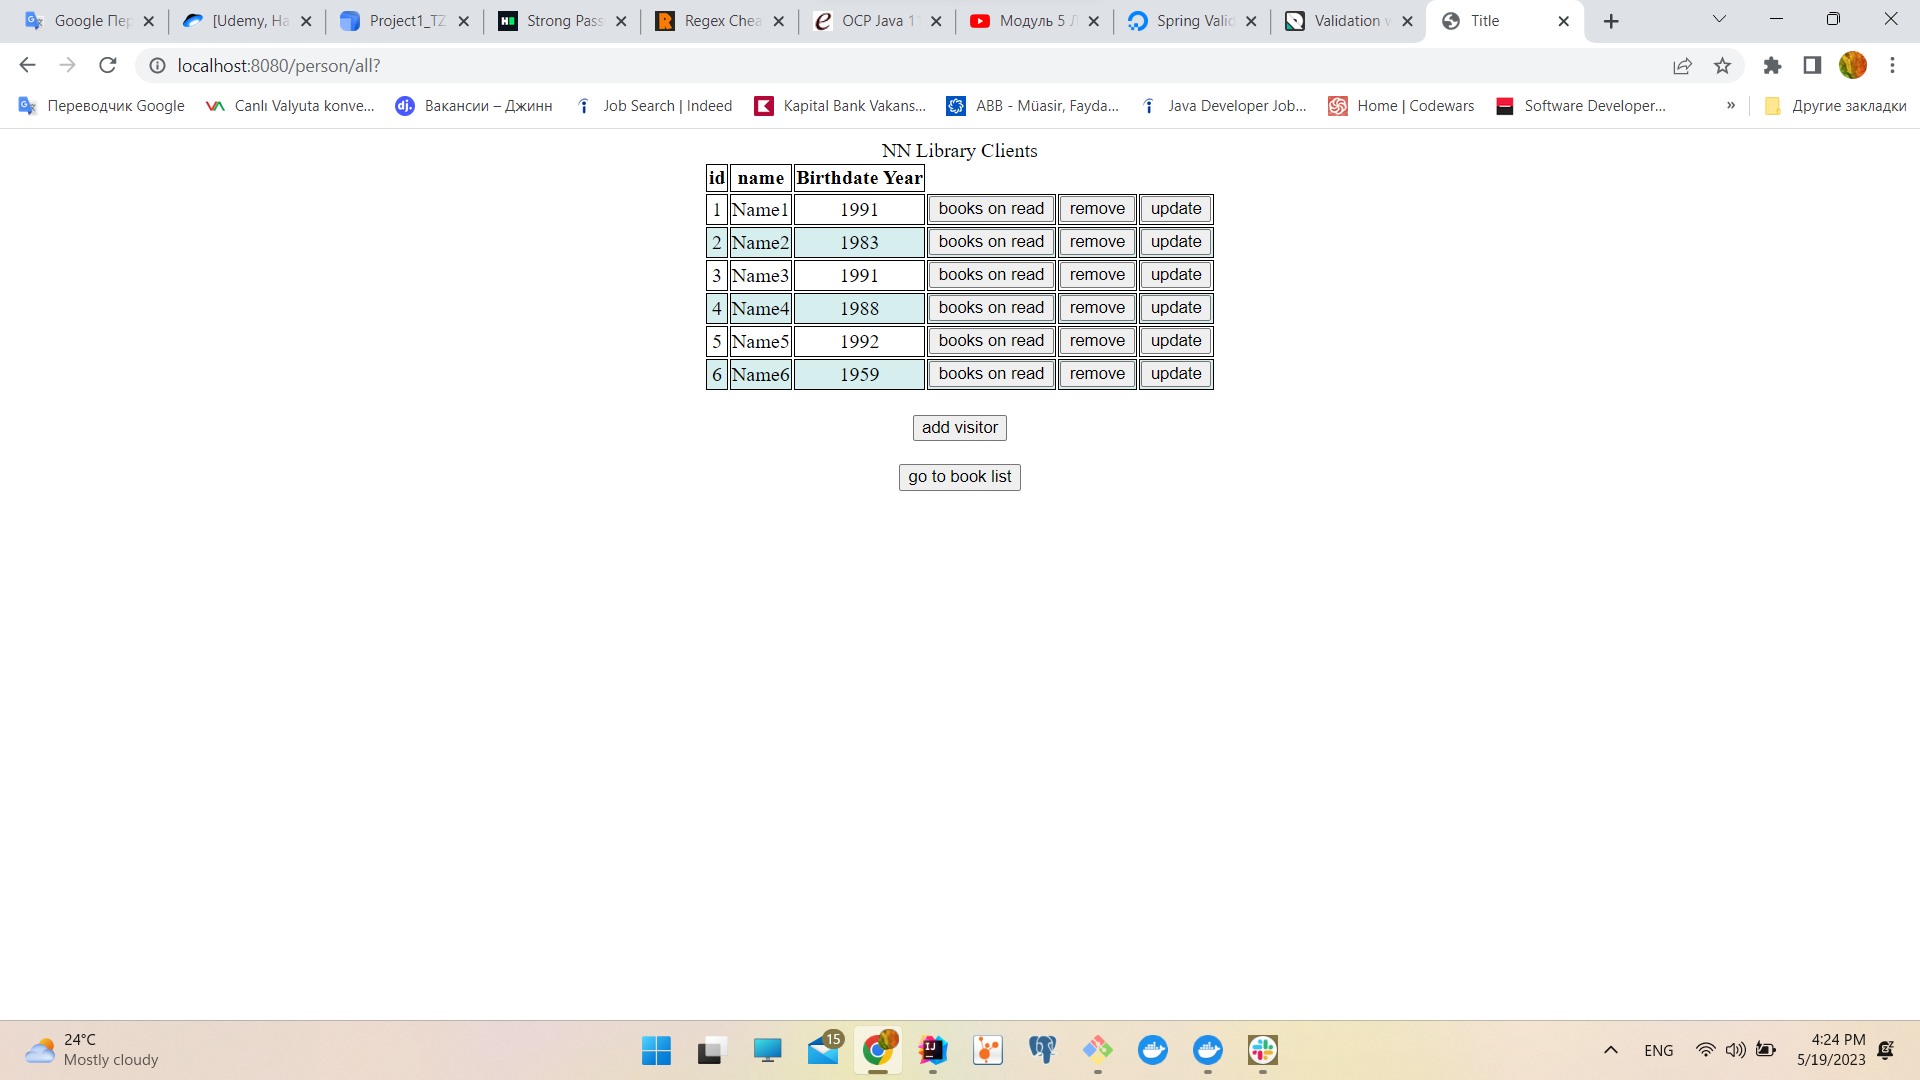 Google Пер
[Udemy, Ha
Project1_TZ
Strong Pass
Regex Chea
OCP Java 1
Модуль 5 Л
Spring Valid
Validation w
Title
localhost:8080/person/all?
Переводчик Google
Canlı Valyuta konve...
dj.
Вакансии – Джинн
Job Search | Indeed
Kapital Bank Vakans...
ABB - Müasir, Fayda...
Java Developer Job...
Home | Codewars
Software Developer...
»
Другие закладки
NN Library Clients
id name Birthdate Year
1 Name1 1991 books on read remove update
2 Name2 1983 books on read remove update
3 Name3 1991 books on read remove update
4 Name4 1988 books on read remove update
5 Name5 1992 books on read remove update
6 Name6 1959 books on read remove update
add visitor
go to book list
24°C
Mostly cloudy
15
IJ
ENG
4:24 PM
5/19/2023